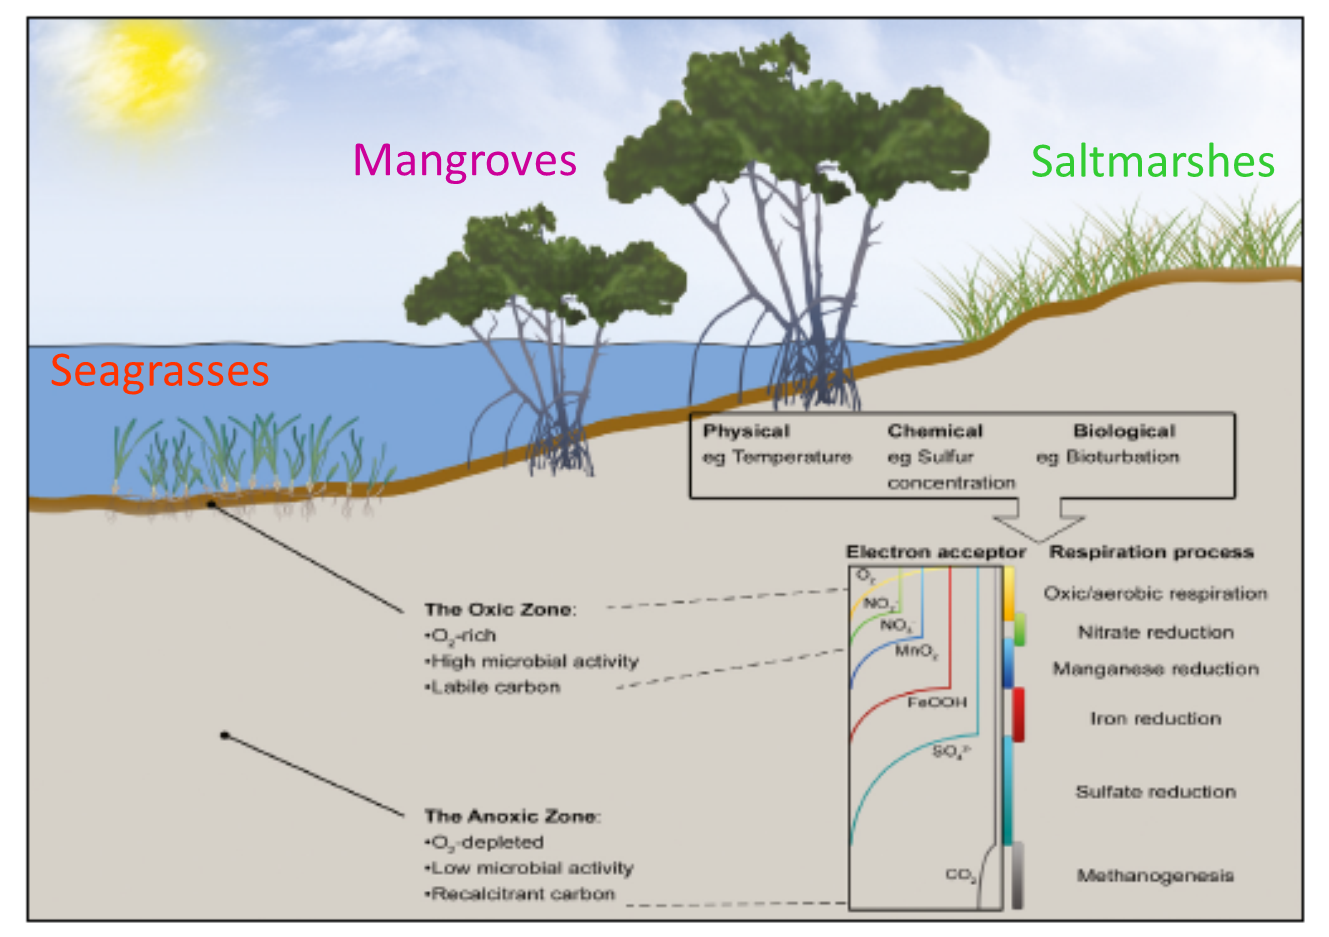 Mangroves
Saltmarshes
Seagrasses
Physical
eg Temperature
Chemical
eg Sulfur
concentration
Biological
eg Bioturbation
Electron acceptor
Respiration process
O₂
NO₃⁻
NO₄⁻
MnO₂
FeOOH
SO₄²⁻
CO₂
Oxic/aerobic respiration
Nitrate reduction
Manganese reduction
Iron reduction
Sulfate reduction
Methanogenesis
The Oxic Zone:
•O₂-rich
•High microbial activity
•Labile carbon
The Anoxic Zone:
•O₂-depleted
•Low microbial activity
•Recalcitrant carbon